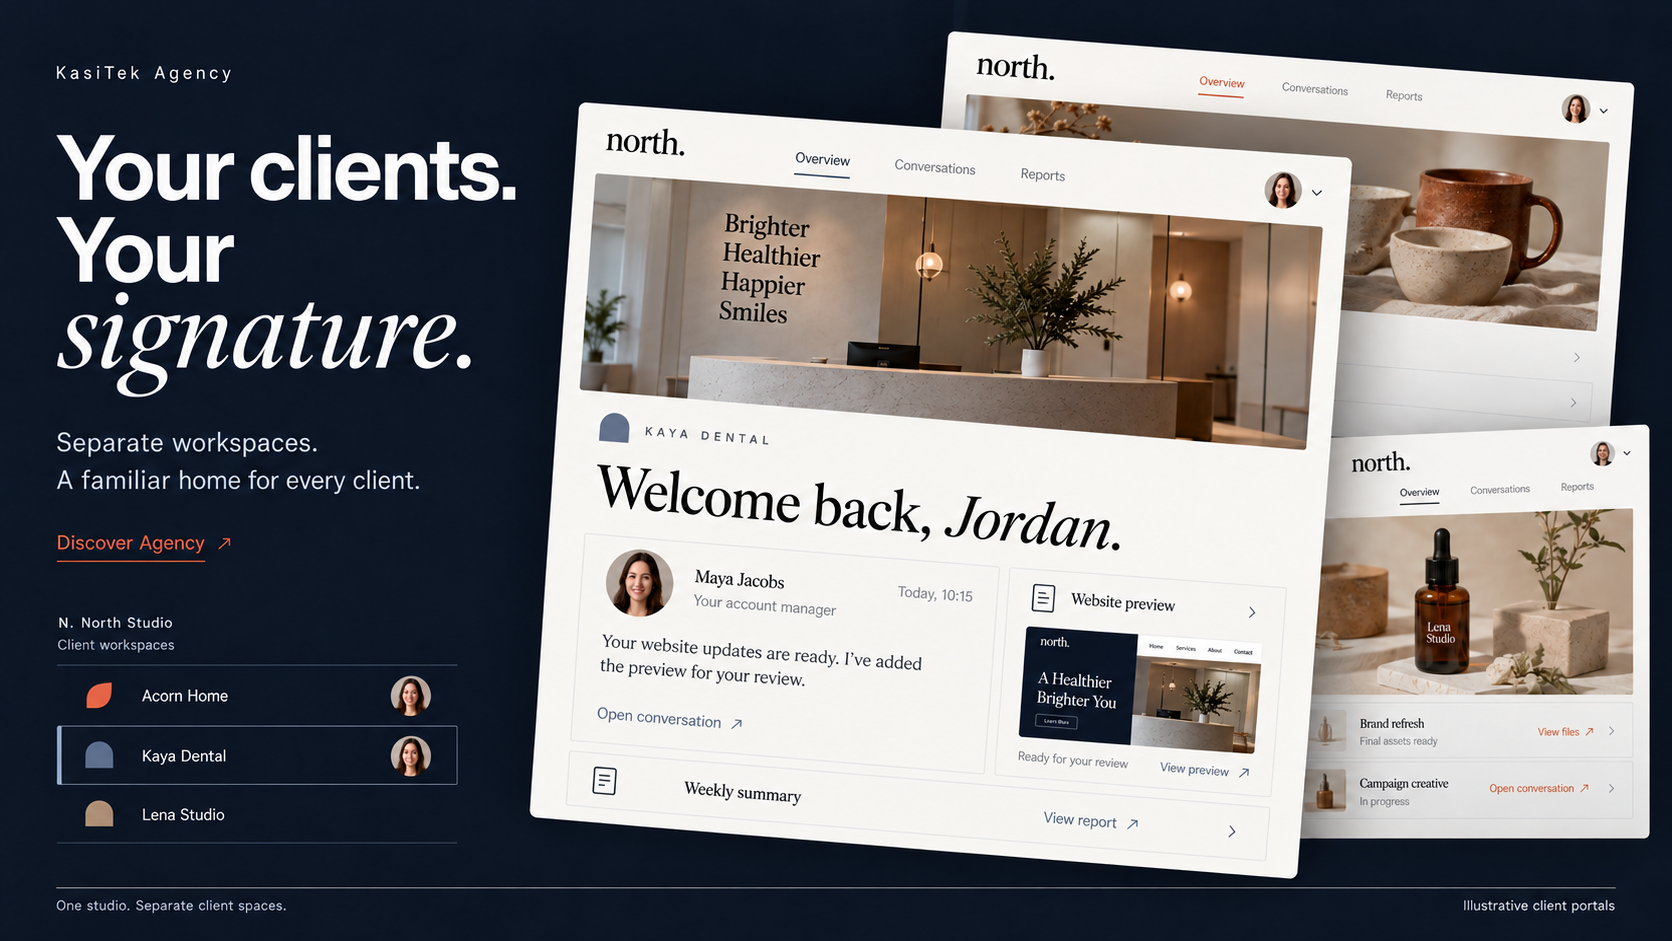 KasiTek Agency
Your clients.
Your
signature.
Separate workspaces.
A familiar home for every client.
Discover Agency ↗
N. North Studio
Client workspaces
Acorn Home
Kaya Dental
Lena Studio
One studio. Separate client spaces.
north.
Overview Conversations Reports
north.
Overview Conversations Reports
Brighter
Healthier
Happier
Smiles
KAYA DENTAL
Welcome back, Jordan.
Maya Jacobs
Your account manager
Today, 10:15
Your website updates are ready. I've added
the preview for your review.
Open conversation ↗
Website preview
north.
Home Services About Contact
A Healthier
Brighter You
Learn More
Ready for your review
View preview ↗
Weekly summary
View report ↗
north.
Overview Conversations Reports
Lena
Studio
Brand refresh
Final assets ready
View files ↗
Campaign creative
In progress
Open conversation ↗
Illustrative client portals